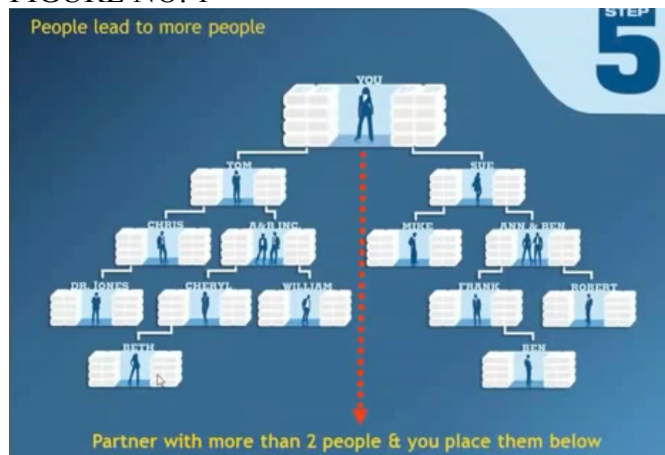 FIGURE NO. 1
People lead to more people
STEP
5
YOU
TOM
SUE
CHRIS
A&B INC.
MIKE
ANN & BEN
DR. JONES
CHERYL
WILLIAM
FRANK
ROBERT
BETH
BEN
Partner with more than 2 people & you place them below